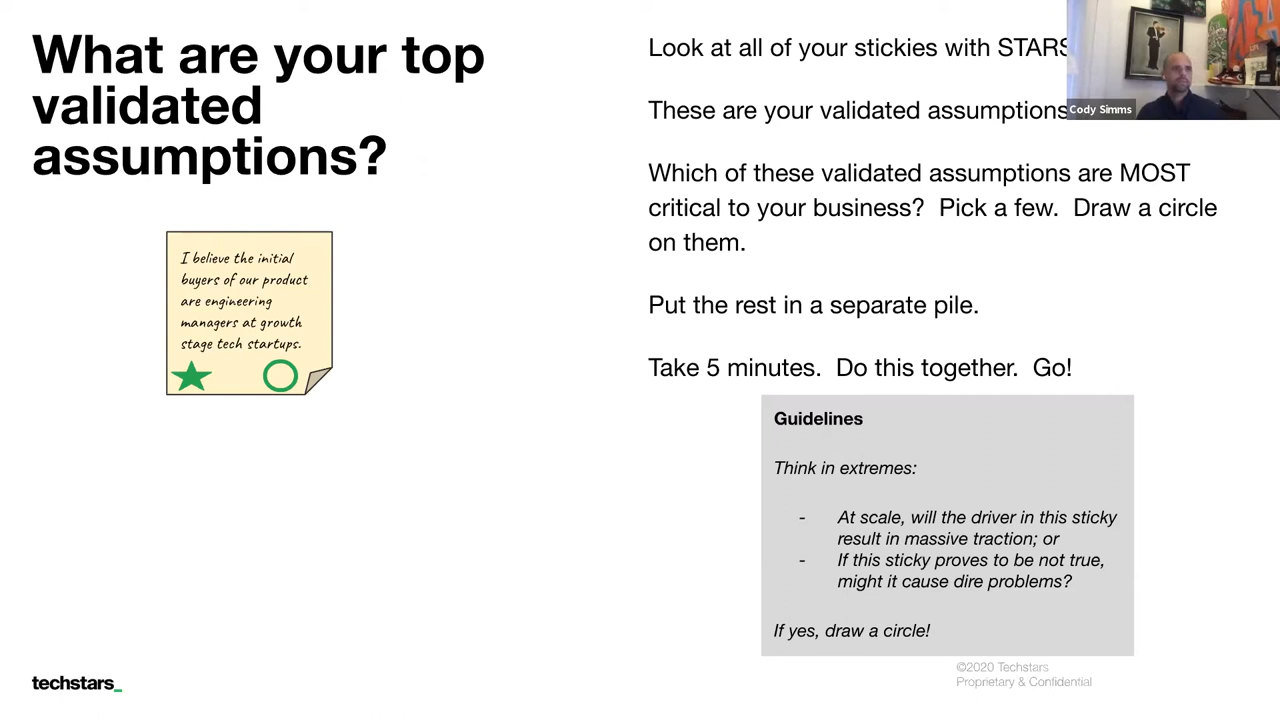 What are your top
validated
assumptions?
I believe the initial
buyers of our product
are engineering
managers at growth
stage tech startups.
Look at all of your stickies with STARS
These are your validated assumptions
Which of these validated assumptions are MOST
critical to your business?  Pick a few.  Draw a circle
on them.
Put the rest in a separate pile.
Take 5 minutes.  Do this together.  Go!
Guidelines
Think in extremes:
- At scale, will the driver in this sticky
result in massive traction; or
- If this sticky proves to be not true,
might it cause dire problems?
If yes, draw a circle!
Cody Simms
techstars_
©2020 Techstars
Proprietary & Confidential